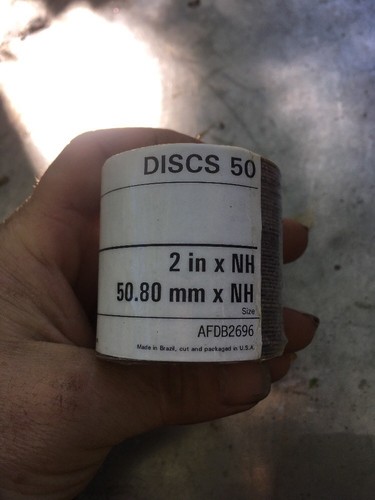 DISCS 50
2 in x NH
50.80 mm x NH
Size
AFDB2696
Made in Brazil, cut and packaged in U.S.A.